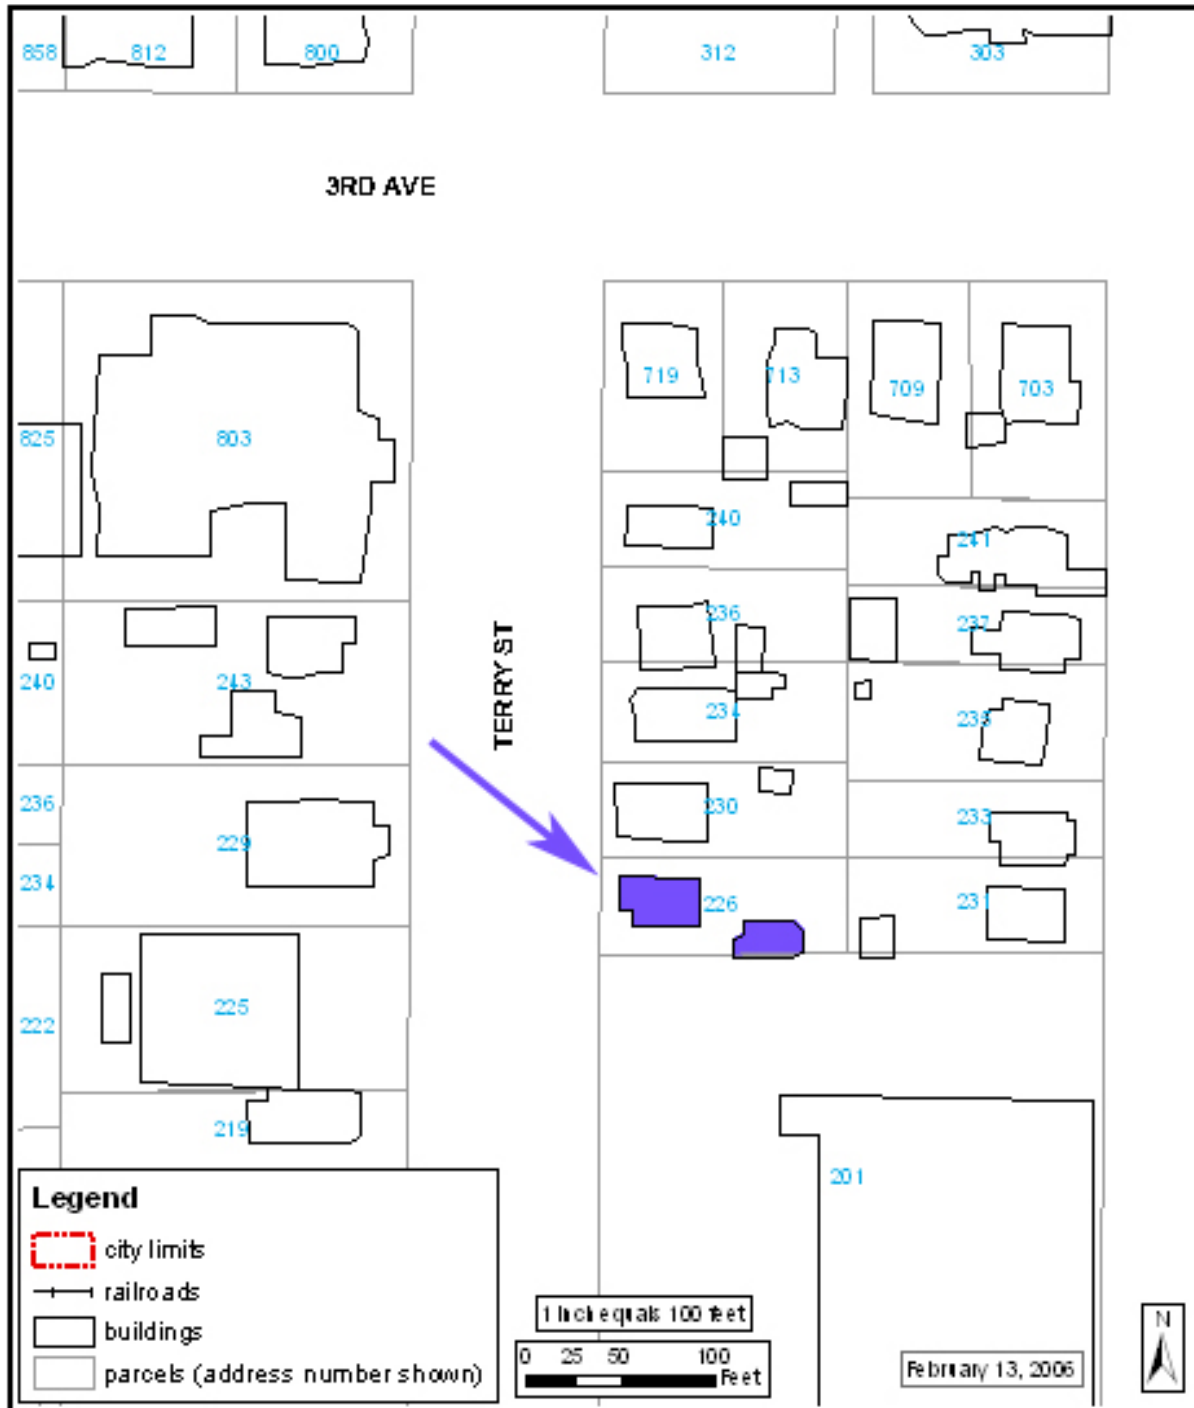 858 812 800 312 303
3RD AVE
719 713 709 703
825 803
240 241
236 237
240 243
234 235
TERRY ST
236 230 233
229
234 226 231
222 225
219
201
Legend
city limits
railroads
buildings
parcels (address number shown)
1 inch equals 100 feet
0 25 50 100
Feet
February 13, 2006
N